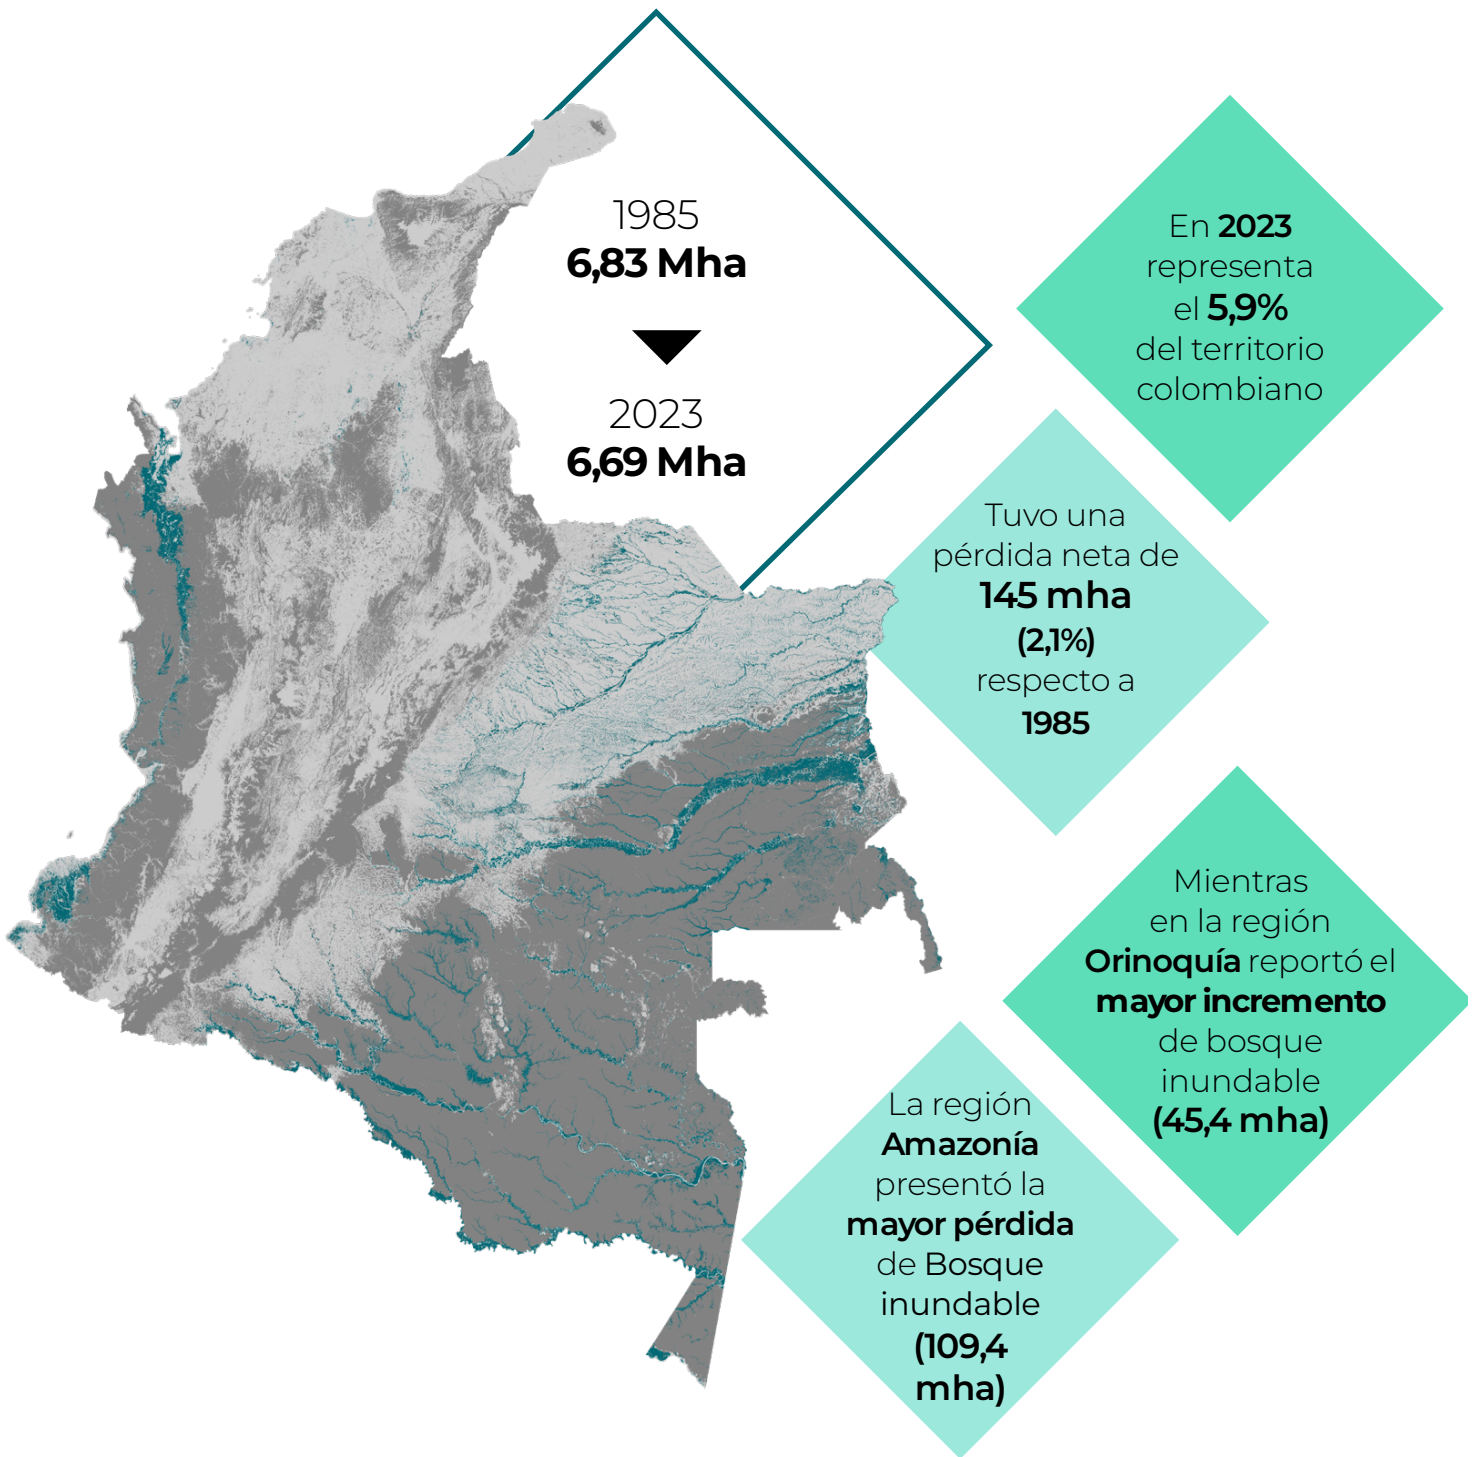 1985
6,83 Mha
2023
6,69 Mha
En 2023
representa
el 5,9%
del territorio
colombiano
Tuvo una
pérdida neta de
145 mha
(2,1%)
respecto a
1985
Mientras
en la región
Orinoquía reportó el
mayor incremento
de bosque
inundable
(45,4 mha)
La región
Amazonía
presentó la
mayor pérdida
de Bosque
inundable
(109,4
mha)